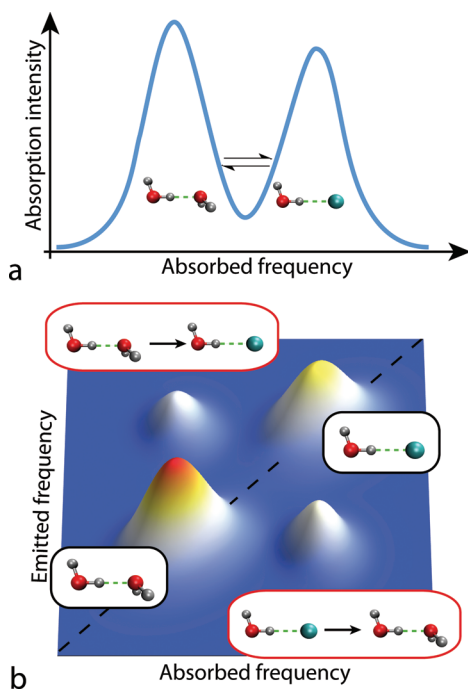 Absorption intensity
Absorbed frequency
a
Emitted frequency
Absorbed frequency
b